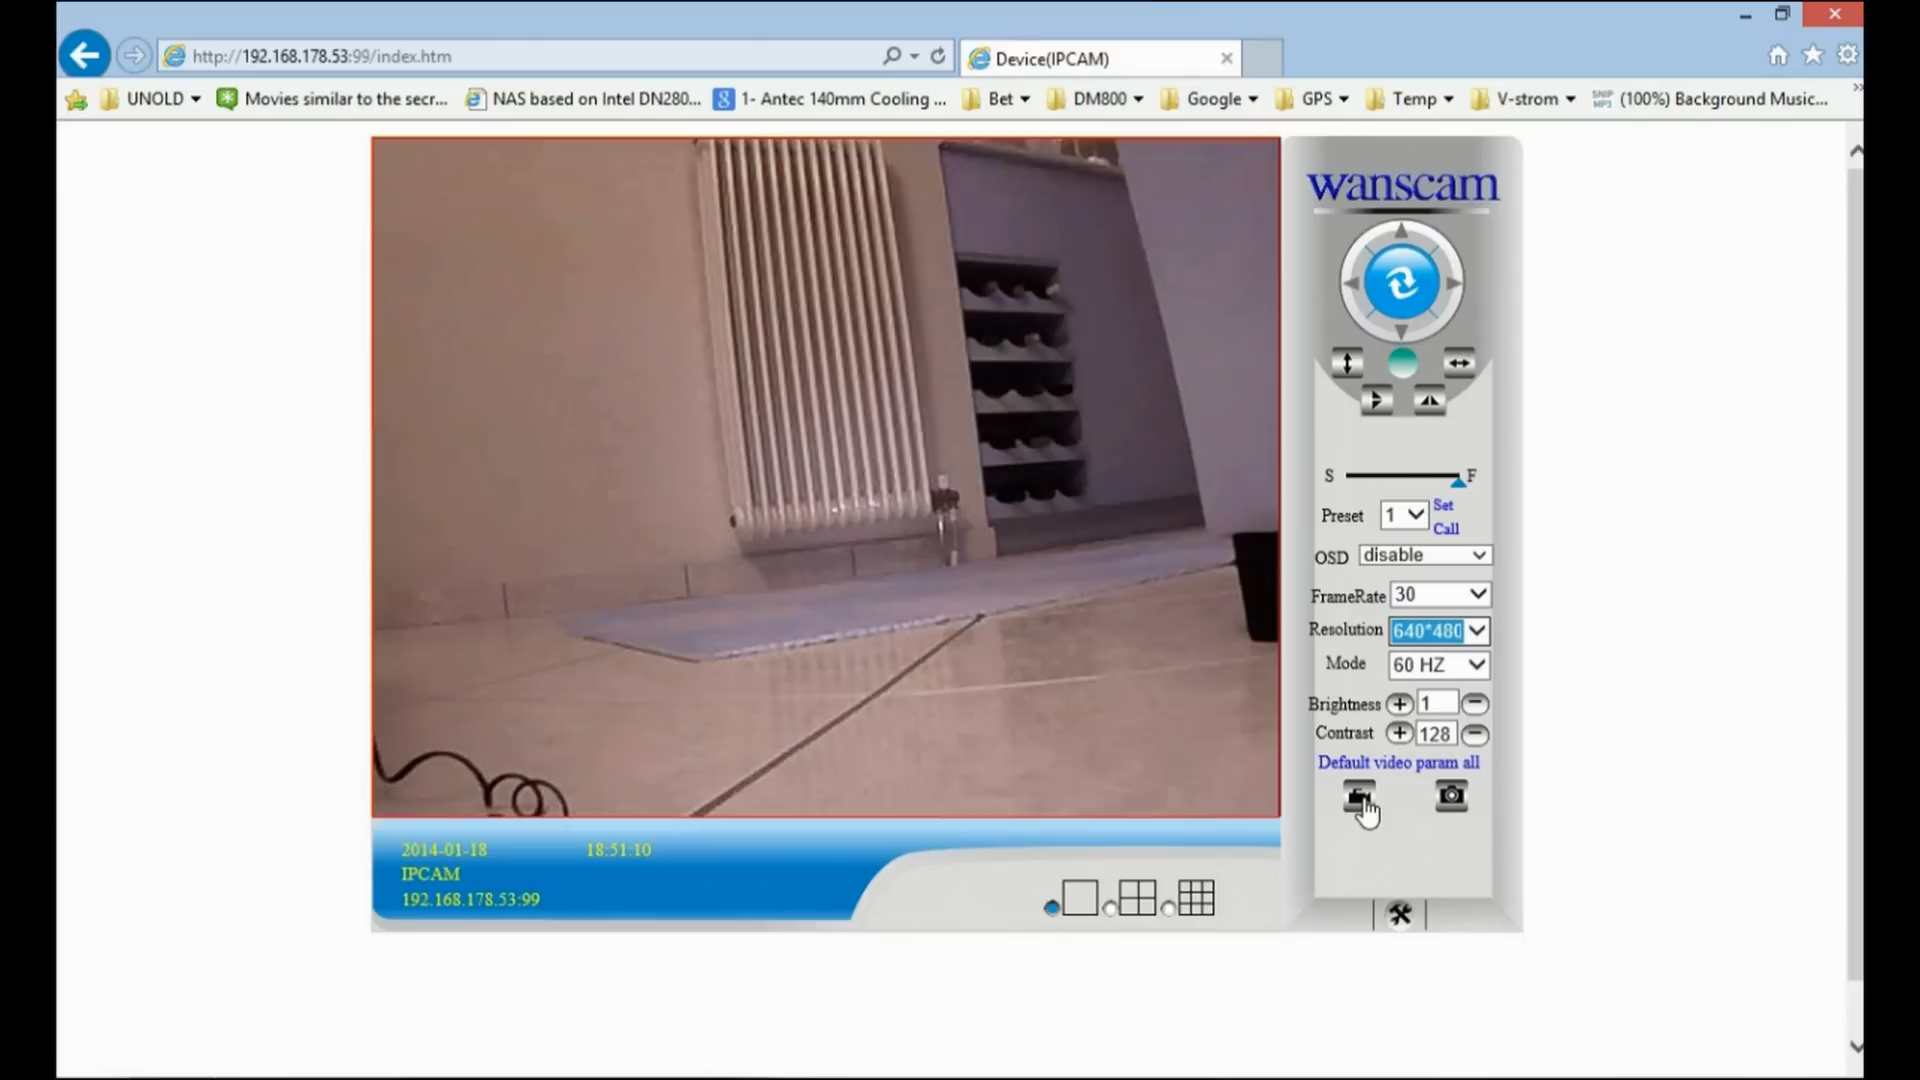 http://192.168.178.53:99/index.htm
Device(IPCAM)
UNOLD
Movies similar to the secr...
NAS based on Intel DN280...
1- Antec 140mm Cooling ...
Bet
DM800
Google
GPS
Temp
V-strom
SNIP MP3
(100%) Background Music...
wanscam
S F
Preset 1 Set
Call
OSD disable
FrameRate 30
Resolution 640*480
Mode 60 HZ
Brightness + 1 −
Contrast + 128 −
Default video param all
2014-01-18 18:51:10
IPCAM
192.168.178.53:99